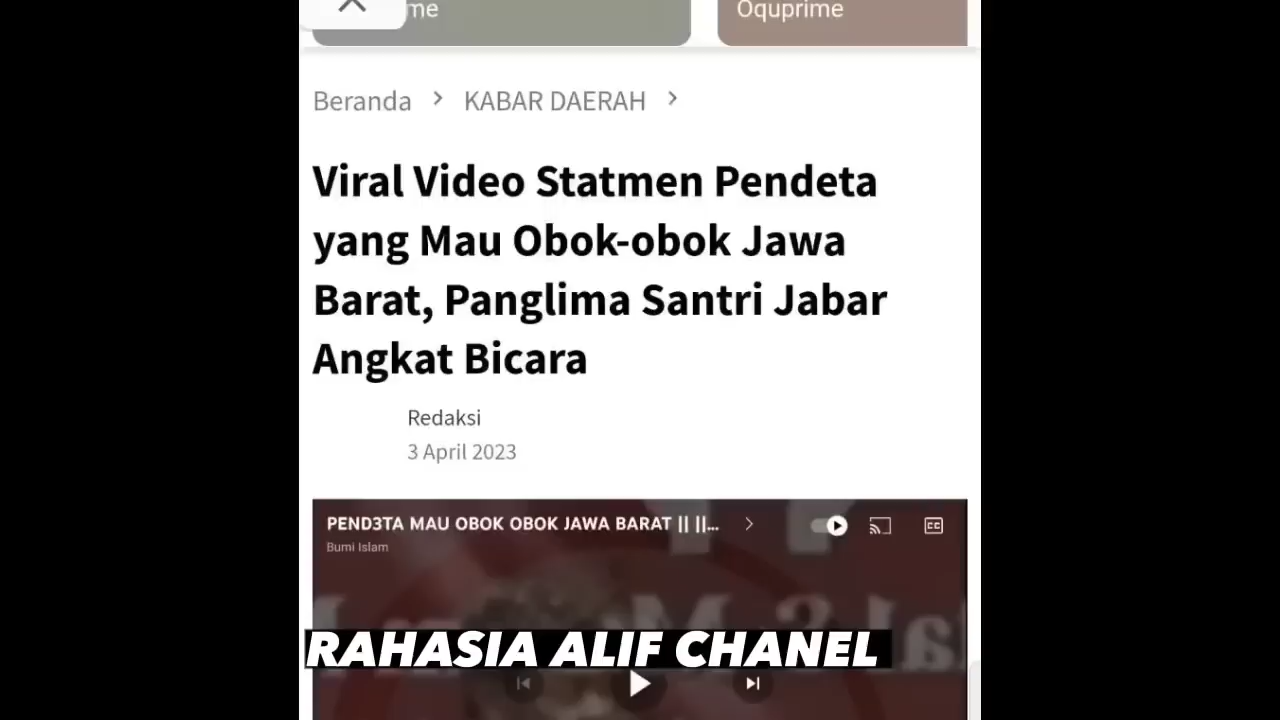 me
Oquprime
Beranda > KABAR DAERAH >
Viral Video Statmen Pendeta
yang Mau Obok-obok Jawa
Barat, Panglima Santri Jabar
Angkat Bicara
Redaksi
3 April 2023
PEND3TA MAU OBOK OBOK JAWA BARAT || ||...
Bumi Islam
CC
RAHASIA ALIF CHANEL